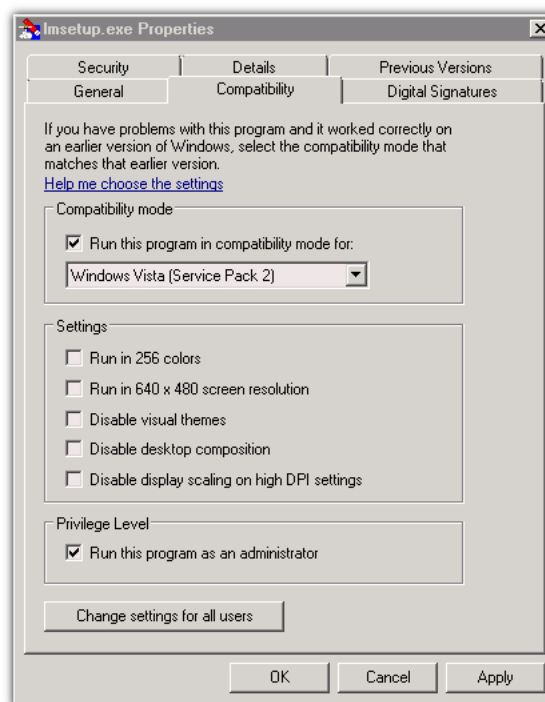 lmsetup.exe Properties
Security Details Previous Versions
General Compatibility Digital Signatures
If you have problems with this program and it worked correctly on
an earlier version of Windows, select the compatibility mode that
matches that earlier version.
Help me choose the settings
Compatibility mode
Run this program in compatibility mode for:
Windows Vista (Service Pack 2)
Settings
Run in 256 colors
Run in 640 x 480 screen resolution
Disable visual themes
Disable desktop composition
Disable display scaling on high DPI settings
Privilege Level
Run this program as an administrator
Change settings for all users
OK Cancel Apply